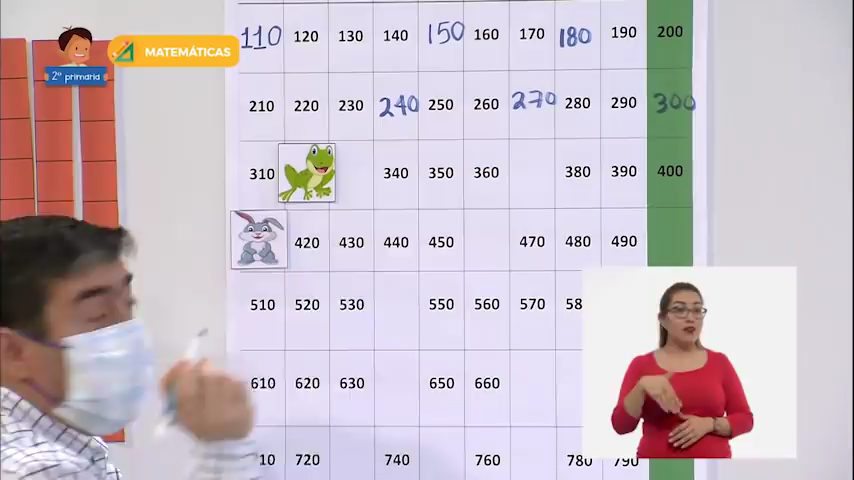 MATEMÁTICAS
2° primaria
110 120 130 140 150 160 170 180 190 200
210 220 230 240 250 260 270 280 290 300
310 340 350 360 380 390 400
420 430 440 450 470 480 490
510 520 530 550 560 570
610 620 630 650 660
720 740 760 780 790